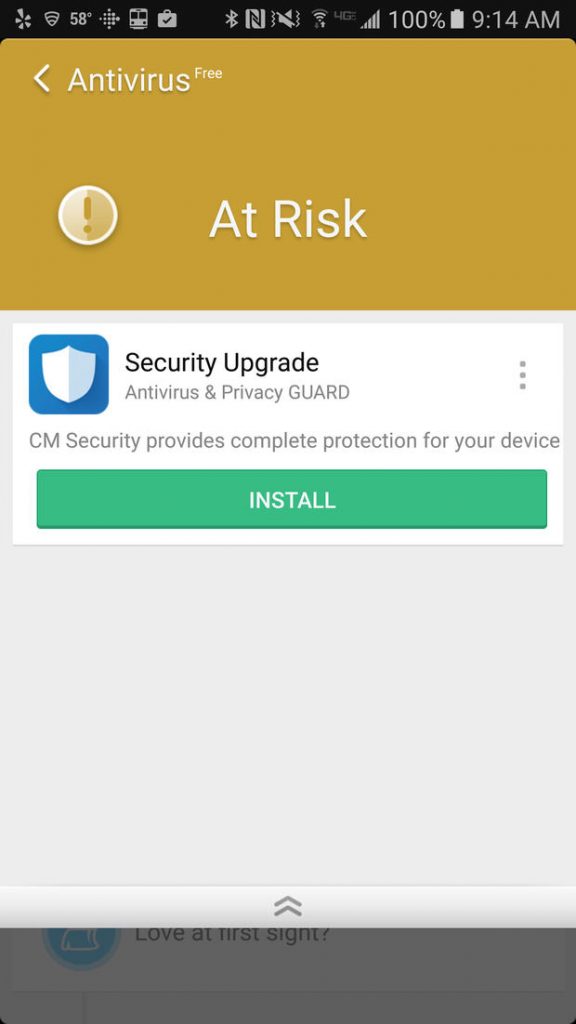 58° 4G LTE 100% 9:14 AM
Antivirus Free
At Risk
Security Upgrade
Antivirus & Privacy GUARD
CM Security provides complete protection for your device
INSTALL
Love at first sight?